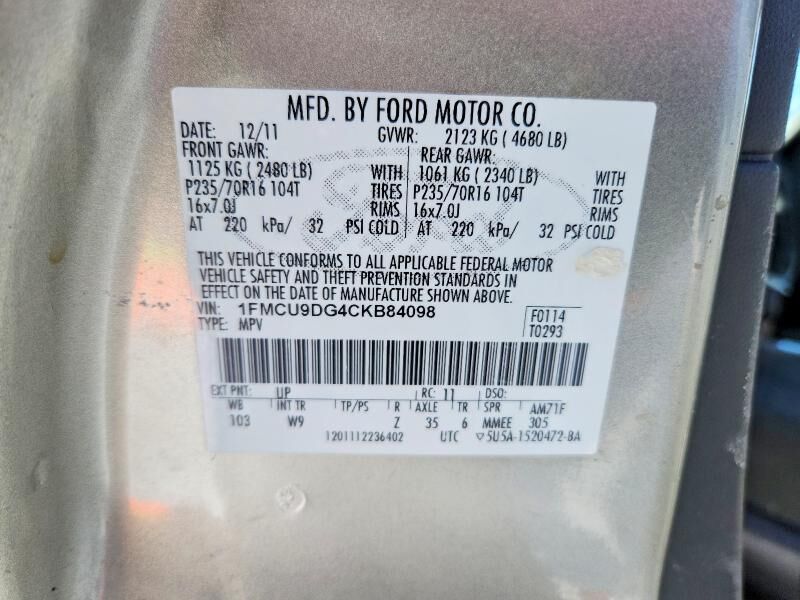 MFD. BY FORD MOTOR CO.
DATE: 12/11 GVWR: 2123 KG ( 4680 LB)
FRONT GAWR: REAR GAWR:
1125 KG ( 2480 LB) WITH 1061 KG ( 2340 LB) WITH
P235/70R16 104T TIRES P235/70R16 104T TIRES
16x7.0J RIMS 16x7.0J RIMS
AT 220 kPa/ 32 PSI COLD AT 220 kPa/ 32 PSI COLD
THIS VEHICLE CONFORMS TO ALL APPLICABLE FEDERAL MOTOR
VEHICLE SAFETY AND THEFT PREVENTION STANDARDS IN
EFFECT ON THE DATE OF MANUFACTURE SHOWN ABOVE.
VIN: 1FMCU9DG4CKB84098 F0114
TYPE: MPV T0293
EXT PNT: UP RC: 11 DSO:
WB INT TR TP/PS R AXLE TR SPR AM71F
103 W9 Z 35 6 MMEE 305
1201112236402 UTC ▽5U5A-1520472-BA